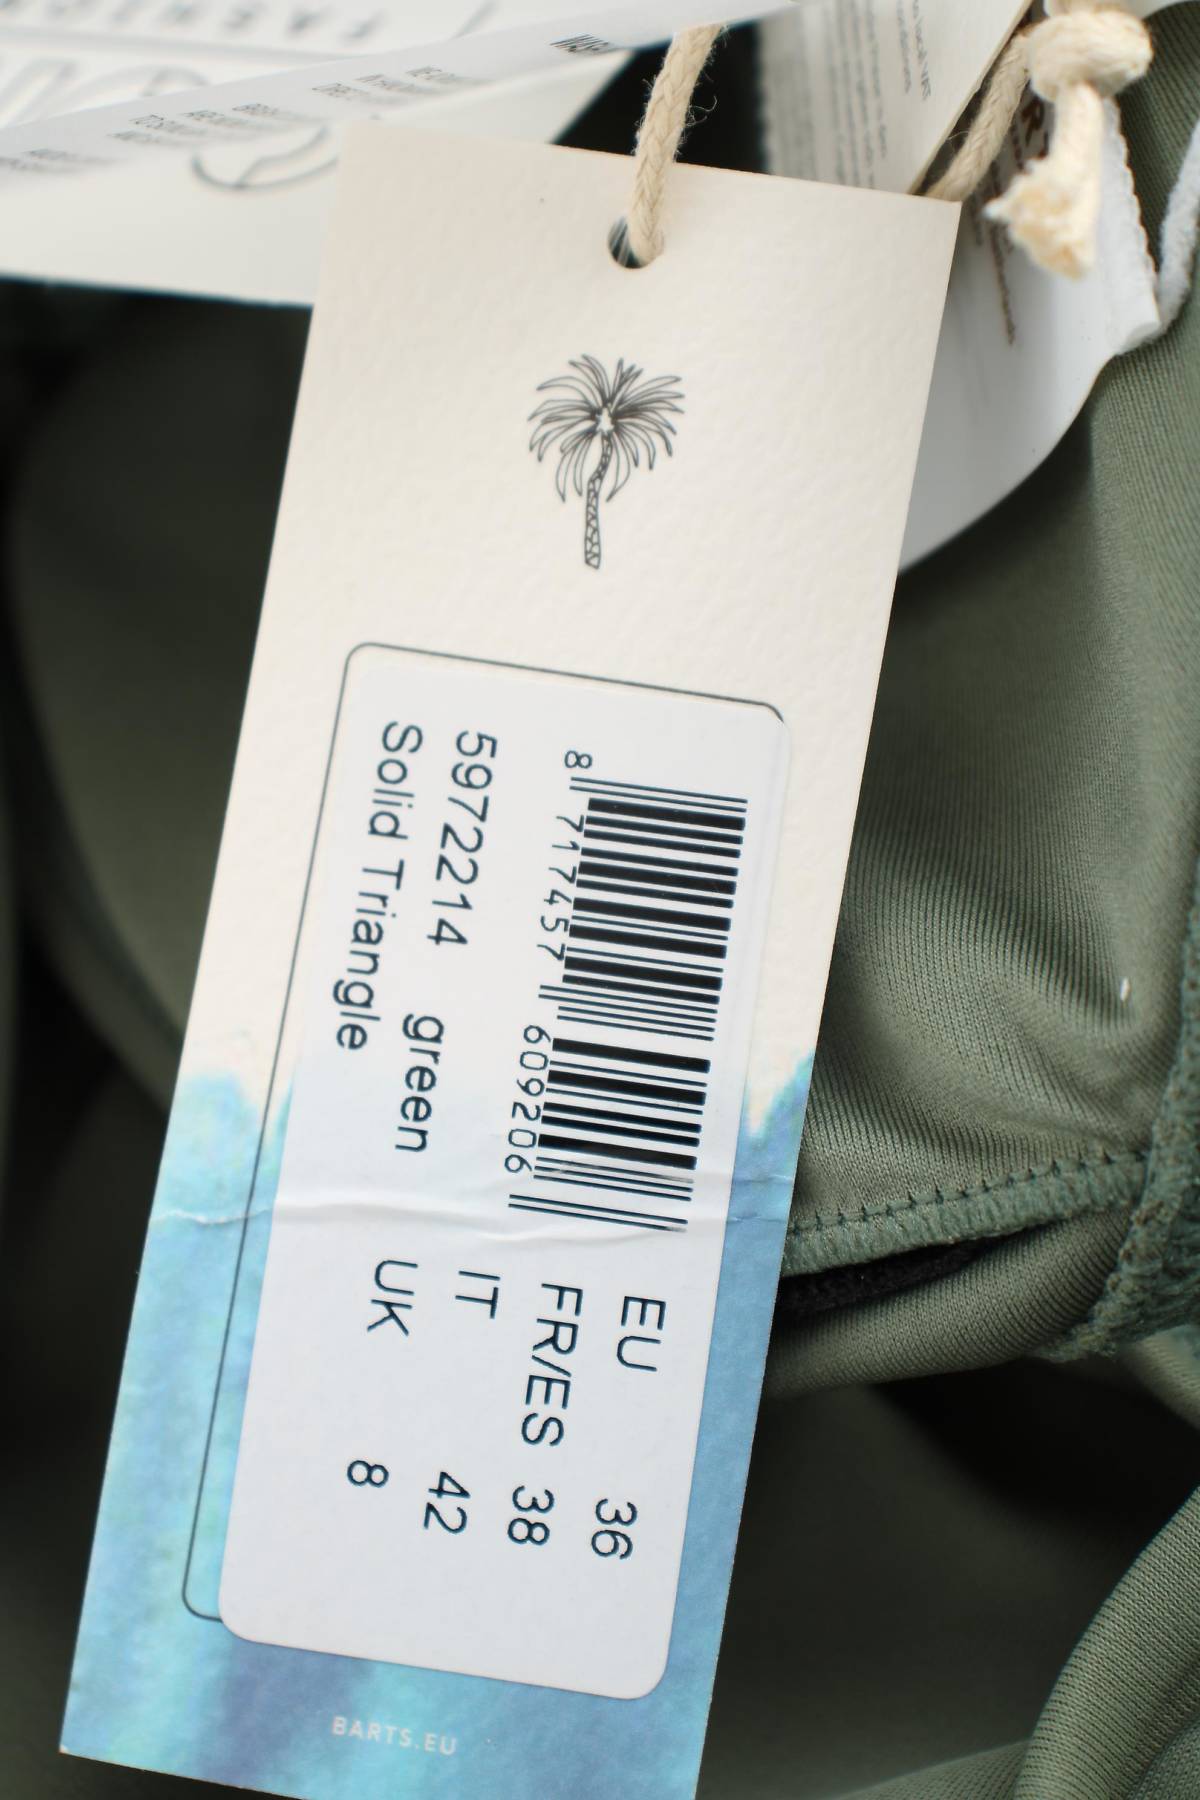 8 717457 609206
5972214 green
Solid Triangle
EU 36
FR/ES 38
IT 42
UK 8
BARTS.EU